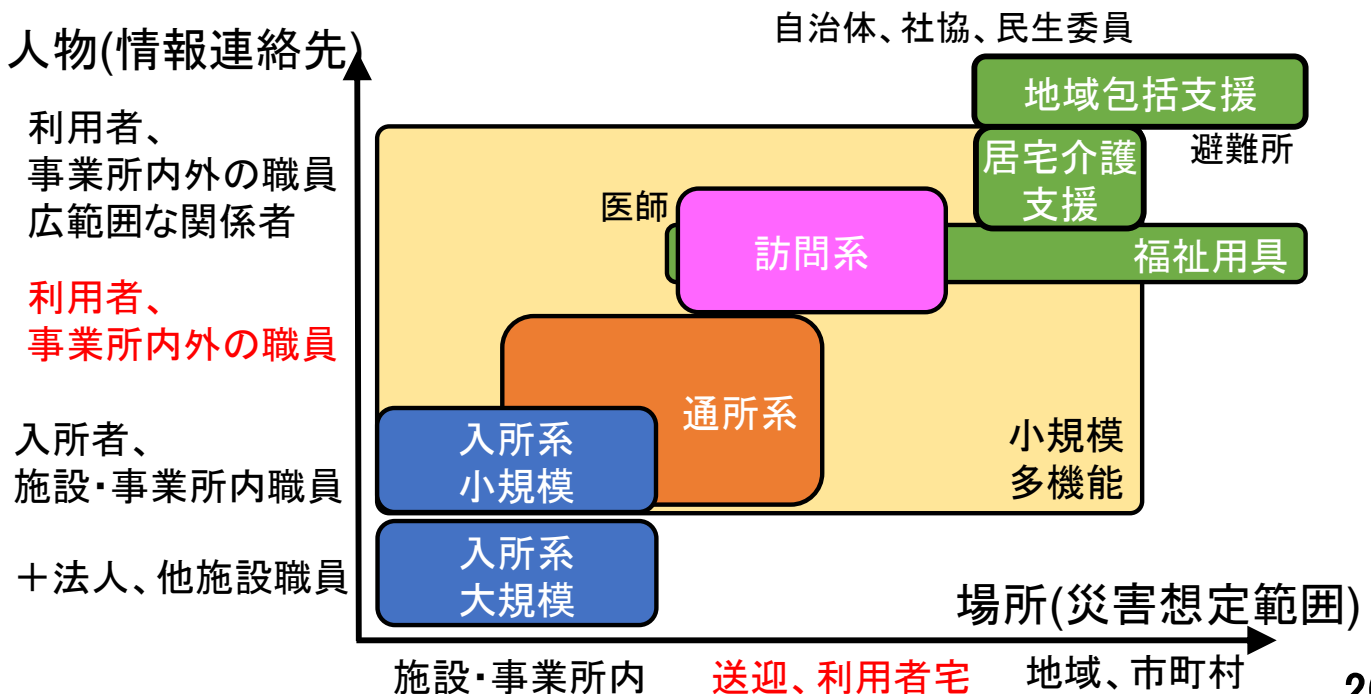 自治体、社協、民生委員
人物(情報連絡先)
地域包括支援
利用者、
事業所内外の職員
広範囲な関係者
居宅介護
支援
避難所
医師
訪問系
福祉用具
利用者、
事業所内外の職員
通所系
入所者、
施設・事業所内職員
入所系
小規模
小規模
多機能
＋法人、他施設職員
入所系
大規模
場所(災害想定範囲)
施設・事業所内
送迎、利用者宅
地域、市町村